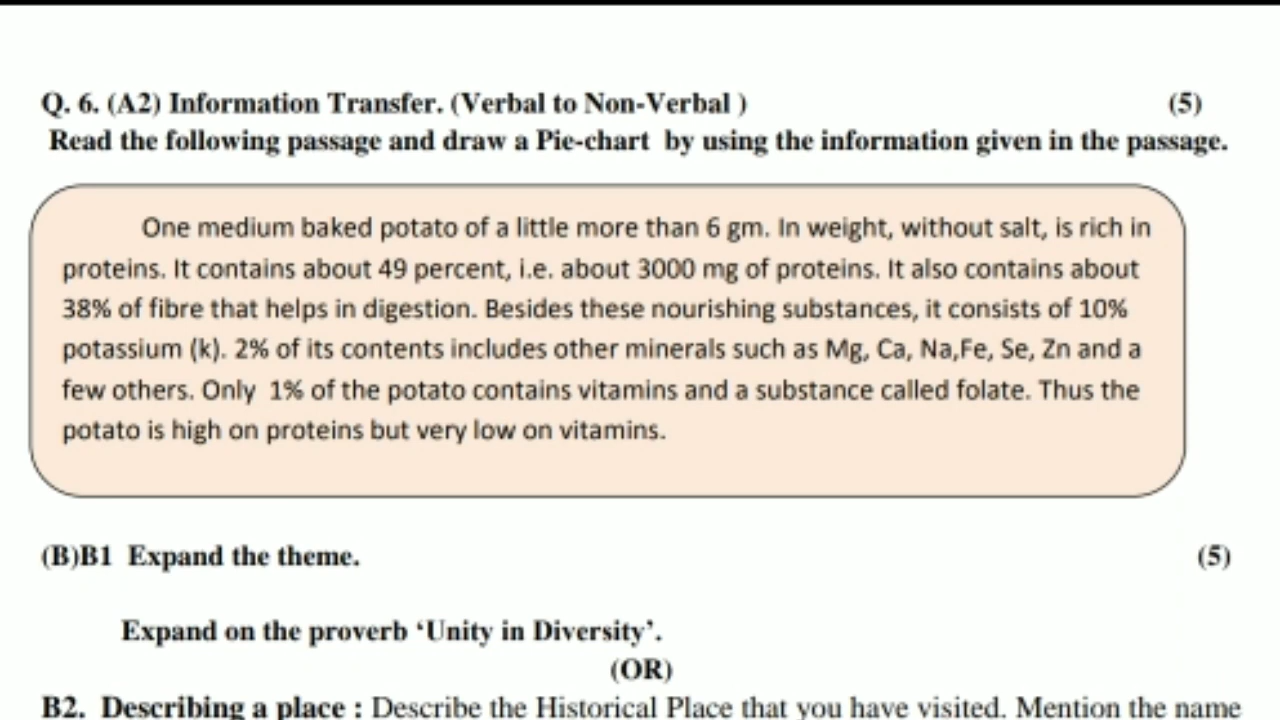 Q. 6. (A2) Information Transfer. (Verbal to Non-Verbal ) (5)
Read the following passage and draw a Pie-chart by using the information given in the passage.
One medium baked potato of a little more than 6 gm. In weight, without salt, is rich in
proteins. It contains about 49 percent, i.e. about 3000 mg of proteins. It also contains about
38% of fibre that helps in digestion. Besides these nourishing substances, it consists of 10%
potassium (k). 2% of its contents includes other minerals such as Mg, Ca, Na,Fe, Se, Zn and a
few others. Only 1% of the potato contains vitamins and a substance called folate. Thus the
potato is high on proteins but very low on vitamins.
(B)B1 Expand the theme. (5)
Expand on the proverb ‘Unity in Diversity’.
(OR)
B2. Describing a place : Describe the Historical Place that you have visited. Mention the name